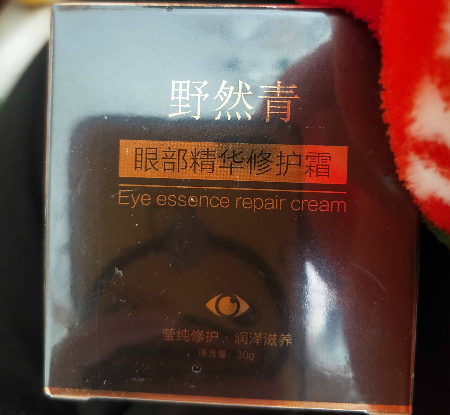 野然青
眼部精华修护霜
Eye essence repair cream
莹纯修护·润泽滋养
净含量:30g